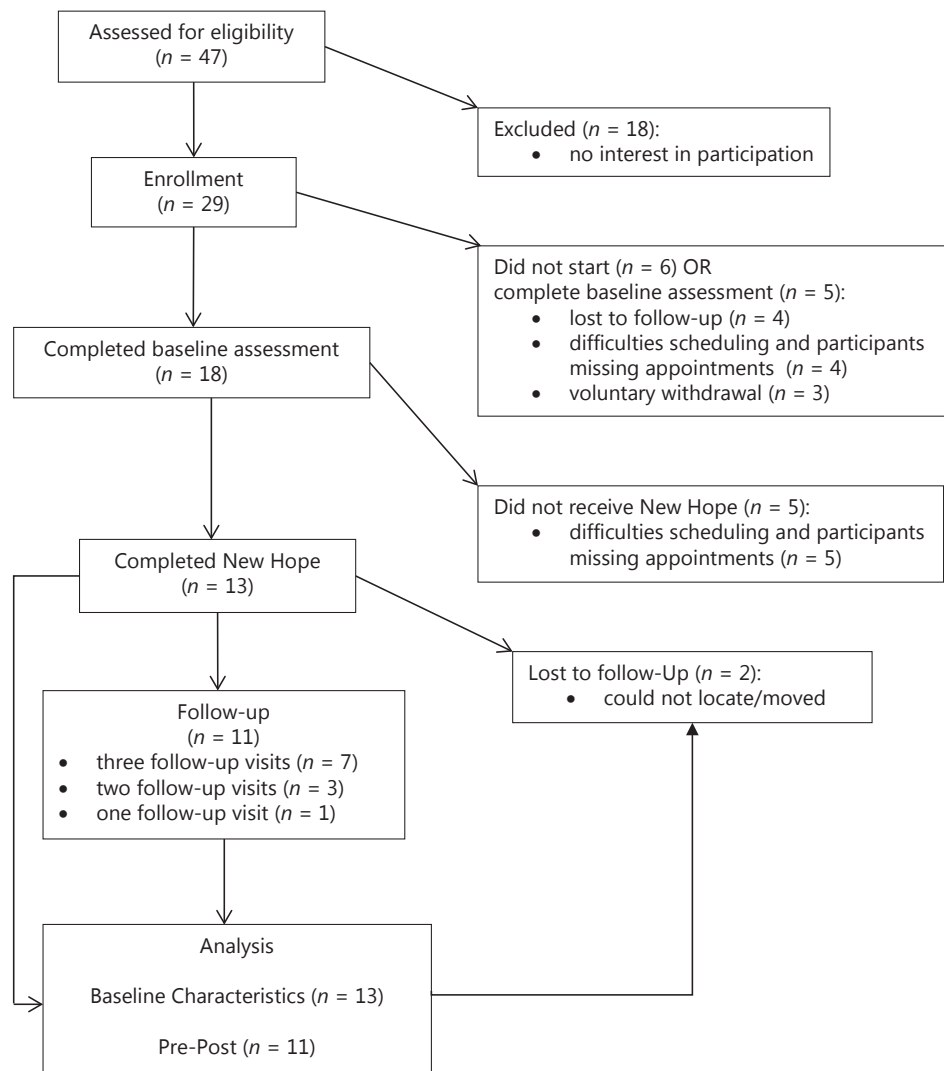 Assessed for eligibility
(n = 47)
Excluded (n = 18):
• no interest in participation
Enrollment
(n = 29)
Did not start (n = 6) OR
complete baseline assessment (n = 5):
• lost to follow-up (n = 4)
• difficulties scheduling and participants
missing appointments (n = 4)
• voluntary withdrawal (n = 3)
Completed baseline assessment
(n = 18)
Did not receive New Hope (n = 5):
• difficulties scheduling and participants
missing appointments (n = 5)
Completed New Hope
(n = 13)
Lost to follow-Up (n = 2):
• could not locate/moved
Follow-up
(n = 11)
• three follow-up visits (n = 7)
• two follow-up visits (n = 3)
• one follow-up visit (n = 1)
Analysis
Baseline Characteristics (n = 13)
Pre-Post (n = 11)